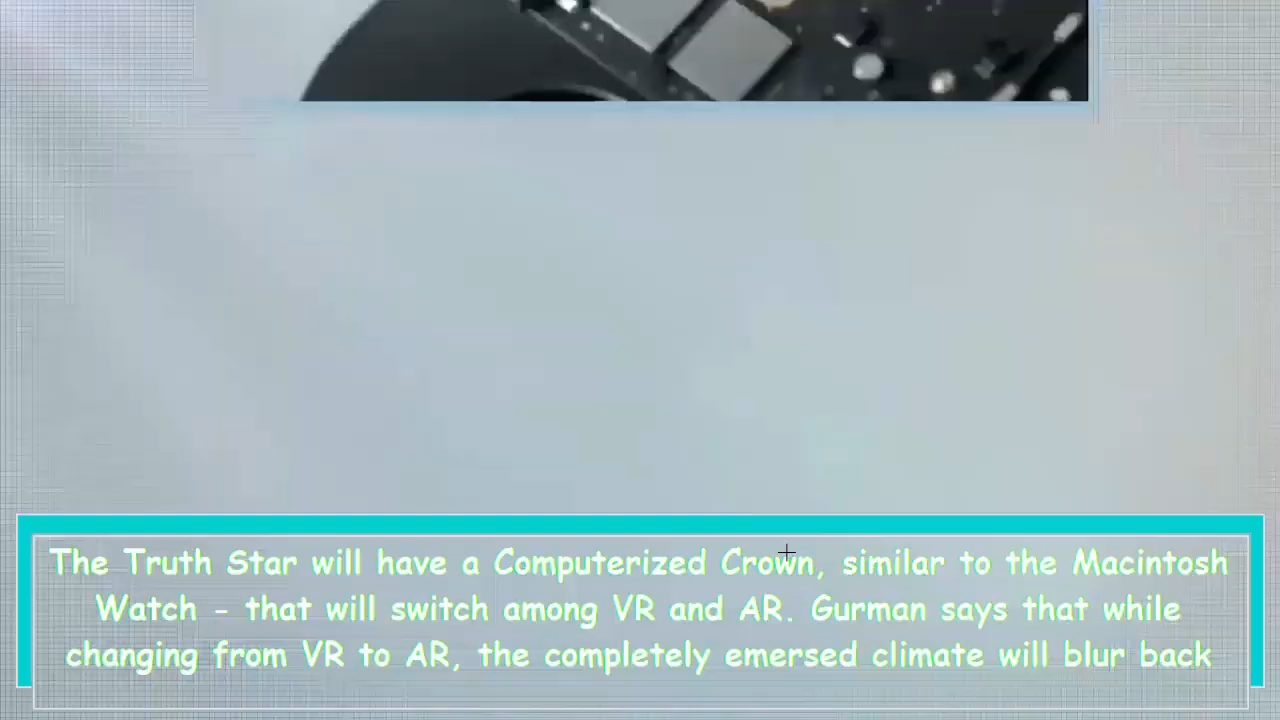 The Truth Star will have a Computerized Crown, similar to the Macintosh
Watch - that will switch among VR and AR. Gurman says that while
changing from VR to AR, the completely emersed climate will blur back